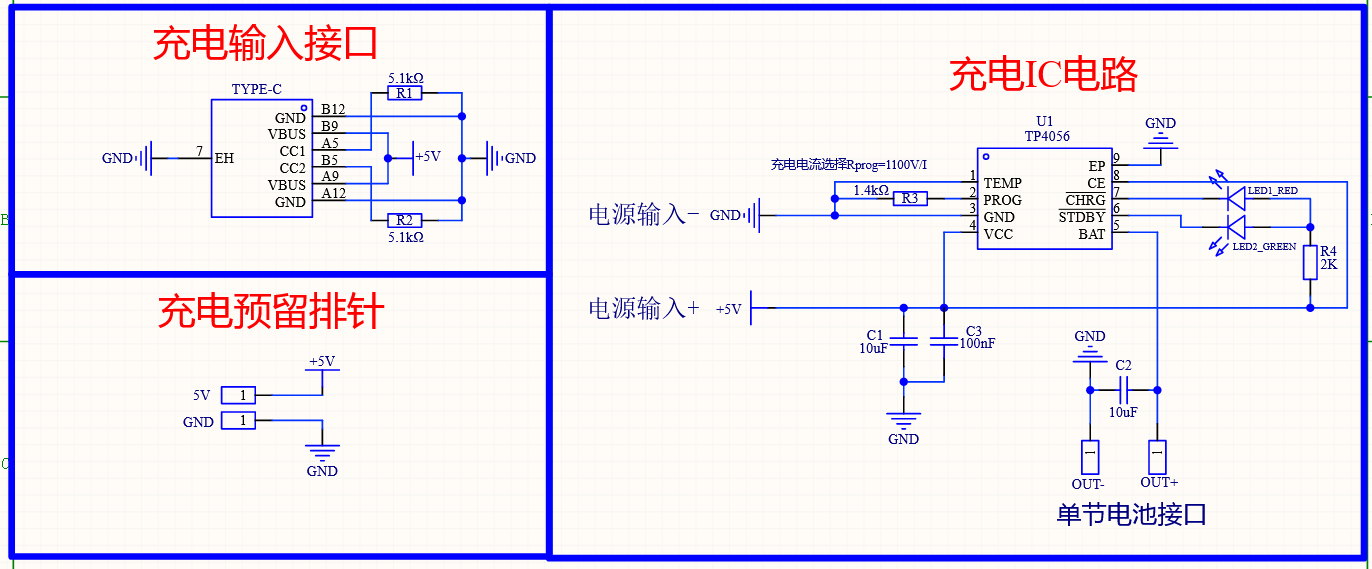 充电输入接口
TYPE-C
5.1kΩ
R1
GND
B12
VBUS
B9
CC1
A5
CC2
B5
VBUS
A9
GND
A12
GND
7
EH
+5V
GND
R2
5.1kΩ
B
充电预留排针
+5V
5V
1
GND
1
GND
C
充电IC电路
U1
TP4056
GND
充电电流选择Rprog=1100V/I
1
TEMP
2
PROG
3
GND
4
VCC
EP
9
CE
8
CHRG
7
STDBY
6
BAT
5
1.4kΩ
R3
电源输入-
GND
LED1_RED
LED2_GREEN
R4
2K
电源输入+
+5V
C1
10uF
C3
100nF
GND
GND
C2
10uF
1
1
OUT-
OUT+
单节电池接口